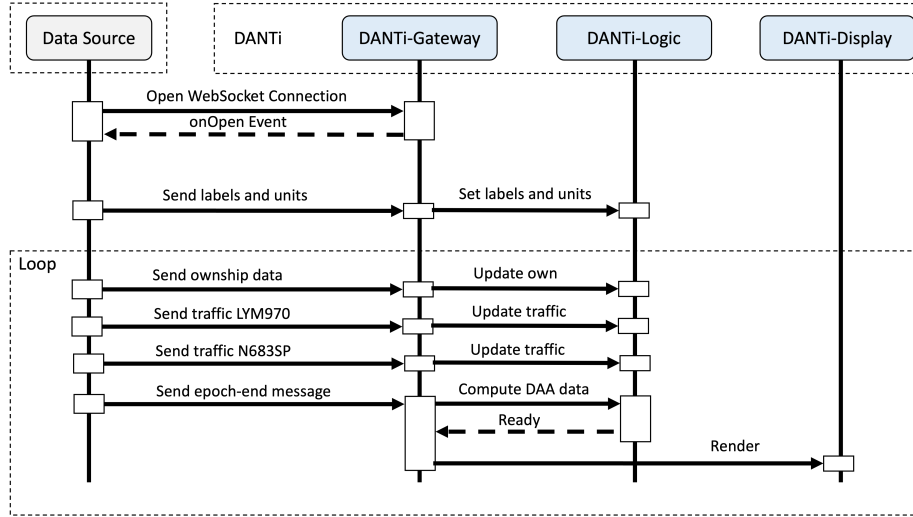 Data Source
DANTi
DANTi-Gateway
DANTi-Logic
DANTi-Display
Open WebSocket Connection
onOpen Event
Send labels and units
Set labels and units
Loop
Send ownship data
Update own
Send traffic LYM970
Update traffic
Send traffic N683SP
Update traffic
Send epoch-end message
Compute DAA data
Ready
Render